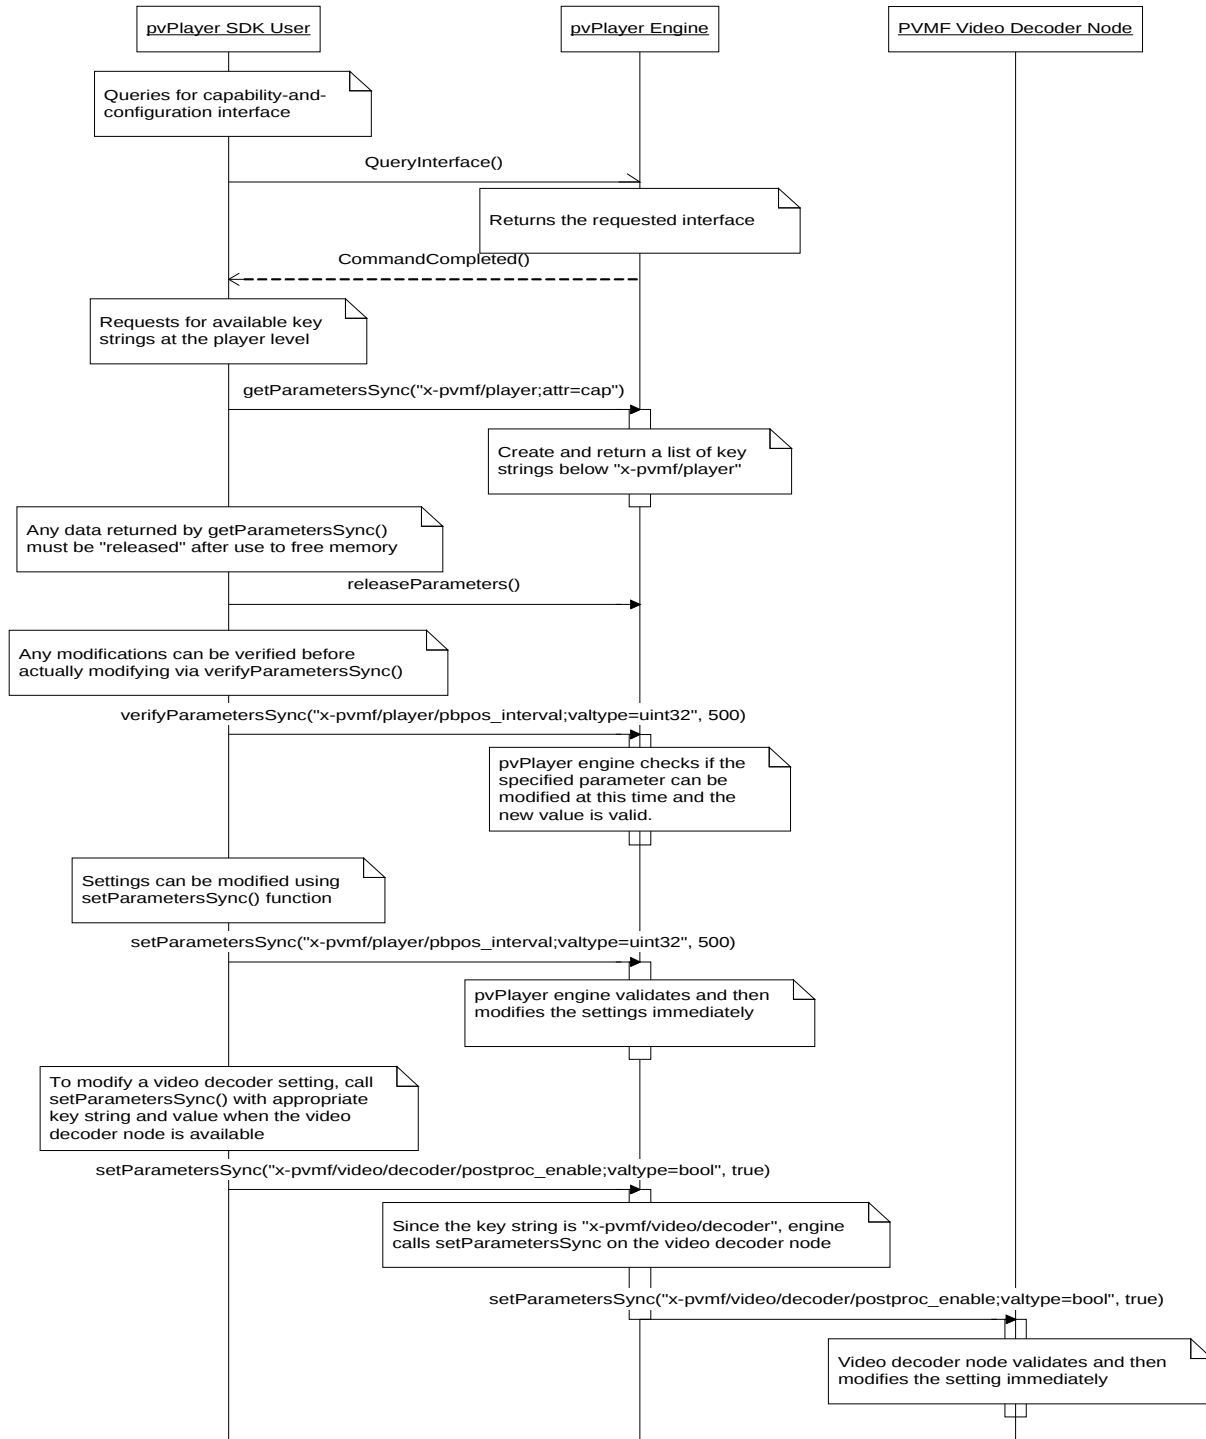 pvPlayer SDK User
pvPlayer Engine
PVMF Video Decoder Node
Queries for capability-and-
configuration interface
QueryInterface()
Returns the requested interface
CommandCompleted()
Requests for available key
strings at the player level
getParametersSync("x-pvmf/player;attr=cap")
Create and return a list of key
strings below "x-pvmf/player"
Any data returned by getParametersSync()
must be "released" after use to free memory
releaseParameters()
Any modifications can be verified before
actually modifying via verifyParametersSync()
verifyParametersSync("x-pvmf/player/pbpos_interval;valtype=uint32", 500)
pvPlayer engine checks if the
specified parameter can be
modified at this time and the
new value is valid.
Settings can be modified using
setParametersSync() function
setParametersSync("x-pvmf/player/pbpos_interval;valtype=uint32", 500)
pvPlayer engine validates and then
modifies the settings immediately
To modify a video decoder setting, call
setParametersSync() with appropriate
key string and value when the video
decoder node is available
setParametersSync("x-pvmf/video/decoder/postproc_enable;valtype=bool", true)
Since the key string is "x-pvmf/video/decoder", engine
calls setParametersSync on the video decoder node
setParametersSync("x-pvmf/video/decoder/postproc_enable;valtype=bool", true)
Video decoder node validates and then
modifies the setting immediately